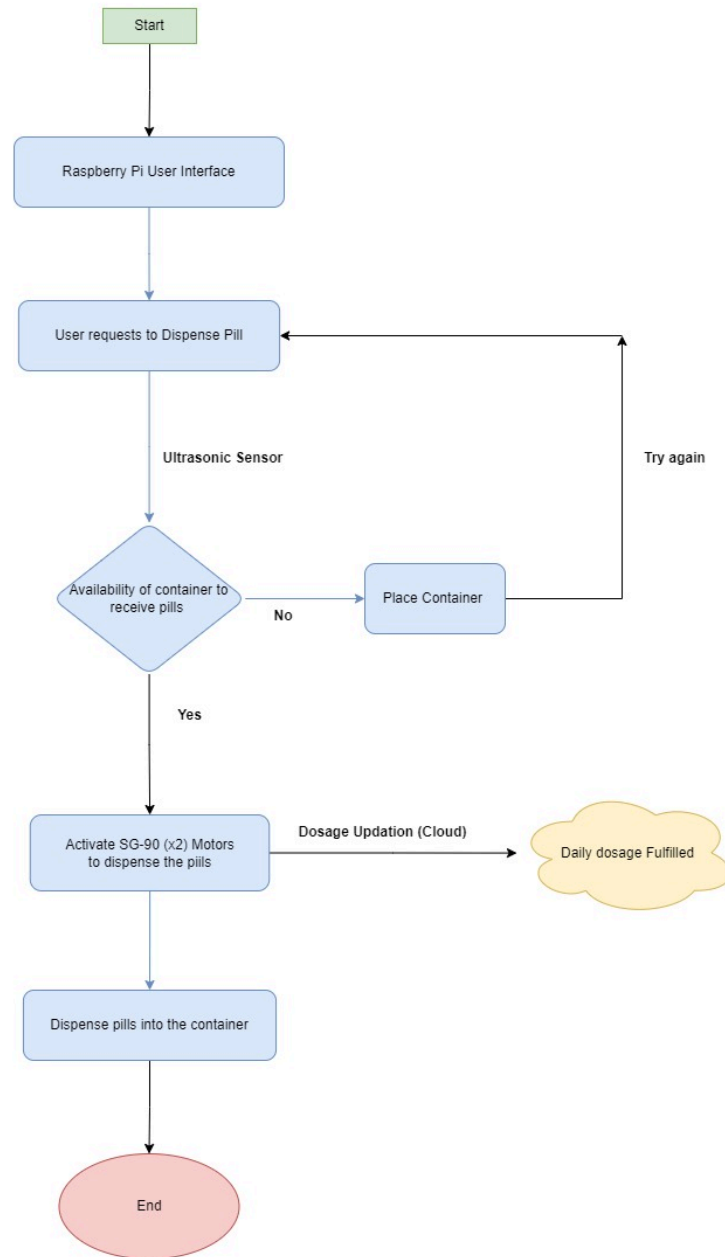 Start
Raspberry Pi User Interface
User requests to Dispense Pill
Ultrasonic Sensor
Try again
Availability of container to
receive pills
No
Place Container
Yes
Activate SG-90 (x2) Motors
to dispense the piils
Dosage Updation (Cloud)
Daily dosage Fulfilled
Dispense pills into the container
End